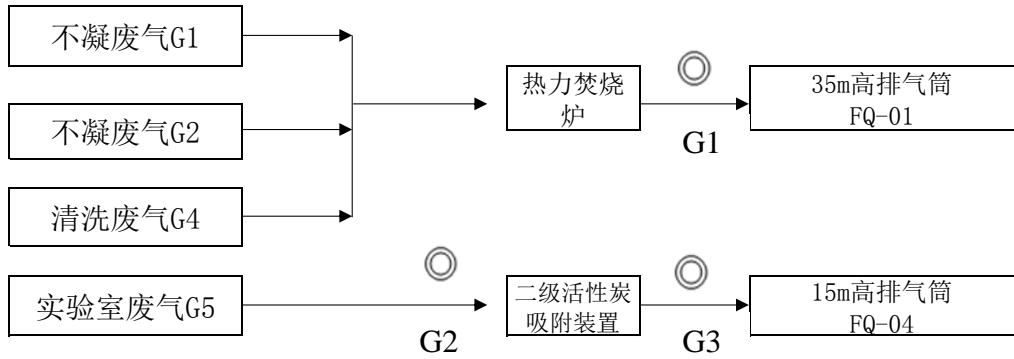 不凝废气G1
不凝废气G2
清洗废气G4
实验室废气G5
热力焚烧
炉
G1
35m高排气筒
FQ-01
G2
二级活性炭
吸附装置
G3
15m高排气筒
FQ-04